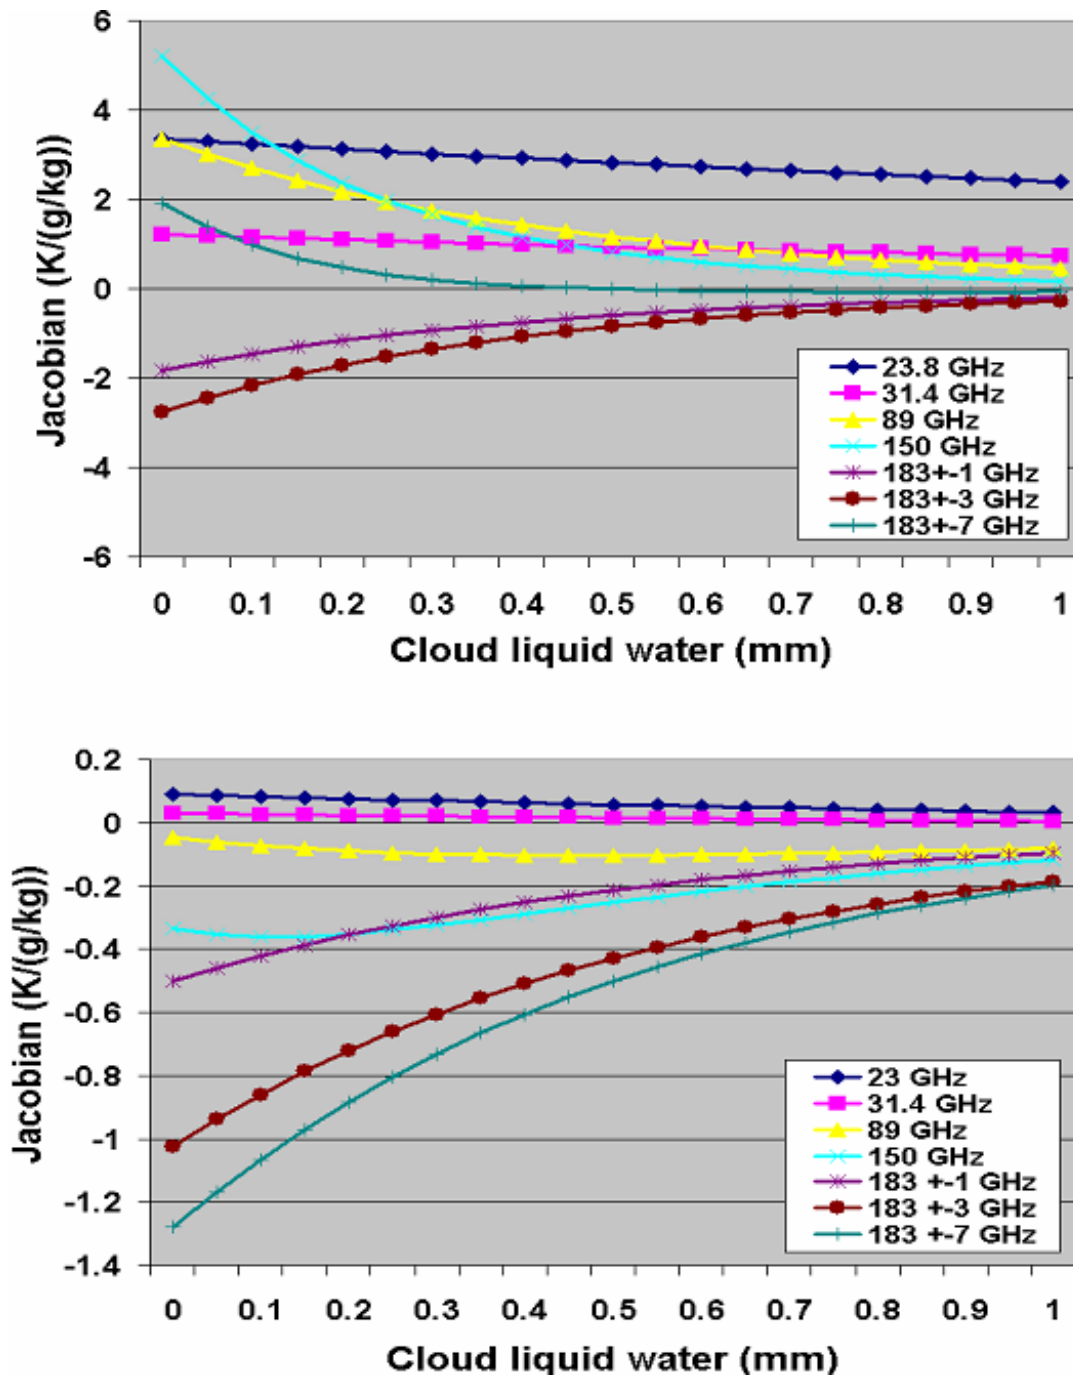 6
4
2
0
-2
-4
-6
Jacobian (K/(g/kg))
23.8 GHz
31.4 GHz
89 GHz
150 GHz
183+-1 GHz
183+-3 GHz
183+-7 GHz
0 0.1 0.2 0.3 0.4 0.5 0.6 0.7 0.8 0.9 1
Cloud liquid water (mm)
0.2
0
-0.2
-0.4
-0.6
-0.8
-1
-1.2
-1.4
Jacobian (K/(g/kg))
23 GHz
31.4 GHz
89 GHz
150 GHz
183 +-1 GHz
183 +-3 GHz
183 +-7 GHz
0 0.1 0.2 0.3 0.4 0.5 0.6 0.7 0.8 0.9 1
Cloud liquid water (mm)